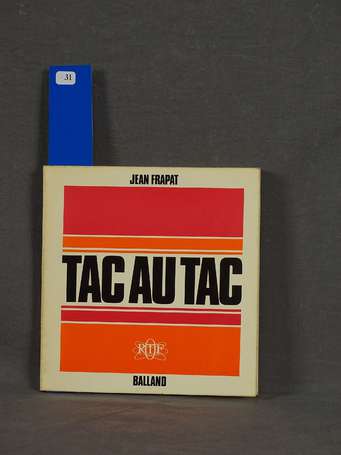 31
JEAN FRAPAT
TAC AU TAC
BALLAND